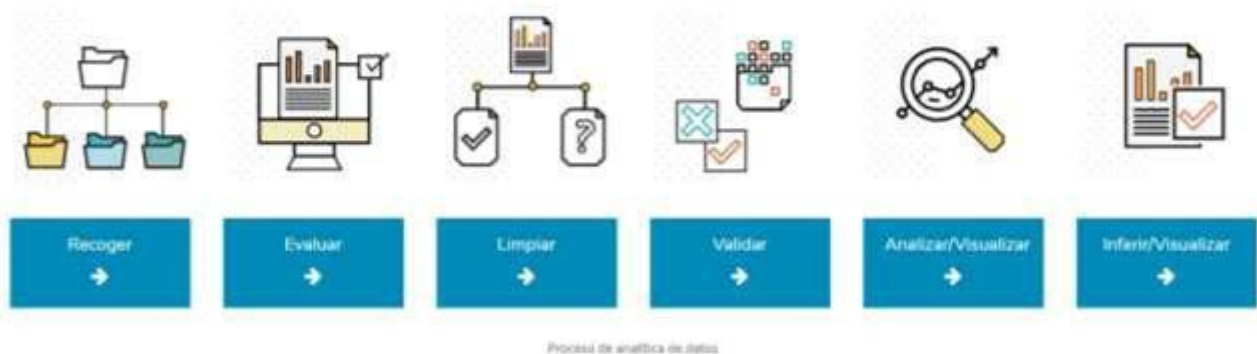 Recoger
Evaluar
Limpiar
Validar
Analizar/Visualizar
Inferir/Visualizar
Proceso de analítica de datos